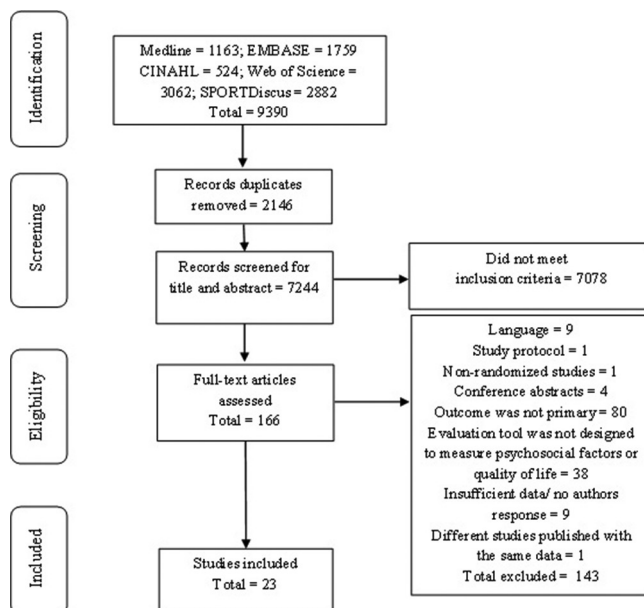 Identification
Medline = 1163; EMBASE = 1759
CINAHL = 524; Web of Science =
3062; SPORTDiscus = 2882
Total = 9390
Screening
Records duplicates
removed = 2146
Records screened for
title and abstract = 7244
Did not meet
inclusion criteria = 7078
Eligibility
Full-text articles
assessed
Total = 166
Language = 9
Study protocol = 1
Non-randomized studies = 1
Conference abstracts = 4
Outcome was not primary = 80
Evaluation tool was not designed
to measure psychosocial factors or
quality of life = 38
Insufficient data/ no authors
response = 9
Different studies published with
the same data = 1
Total excluded = 143
Included
Studies included
Total = 23